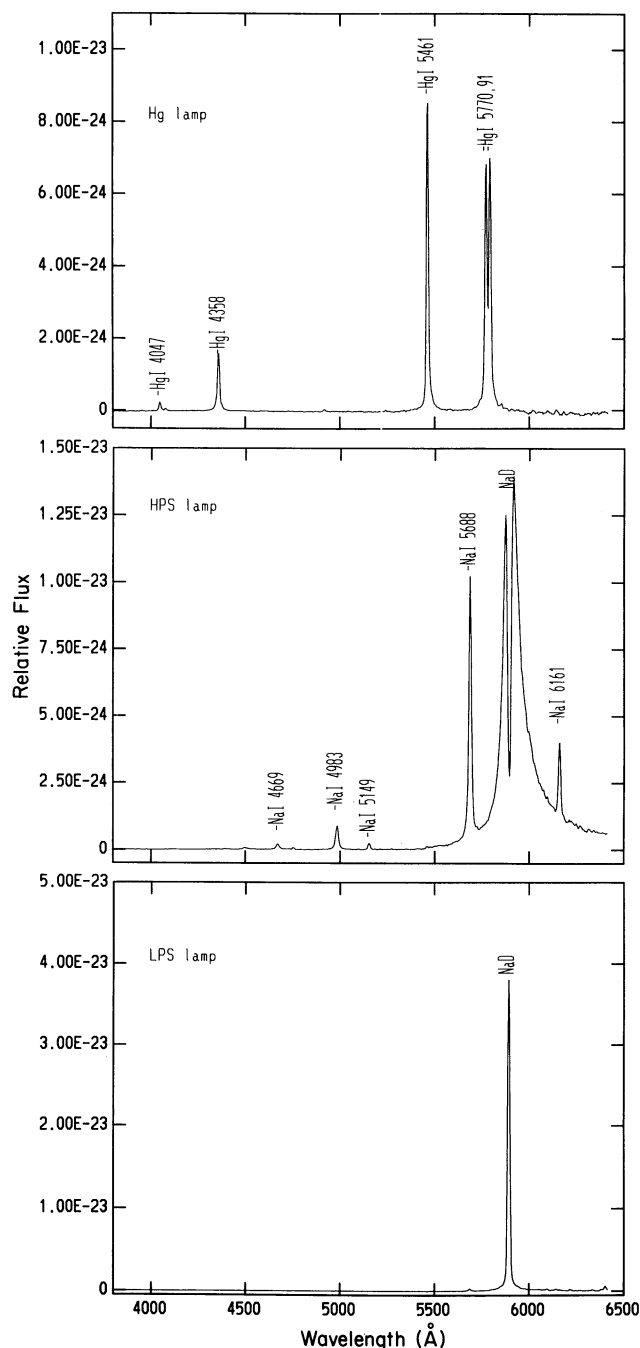 1.00E-23
8.00E-24
6.00E-24
4.00E-24
2.00E-24
0
Hg lamp
-HgI 4047
HgI 4358
-HgI 5461
=HgI 5770,91
1.50E-23
1.25E-23
1.00E-23
7.50E-24
5.00E-24
2.50E-24
0
Relative Flux
HPS lamp
-NaI 4669
-NaI 4983
-NaI 5149
-NaI 5688
NaD
-NaI 6161
5.00E-23
4.00E-23
3.00E-23
2.00E-23
1.00E-23
0
LPS lamp
NaD
4000 4500 5000 5500 6000 6500
Wavelength (Å)